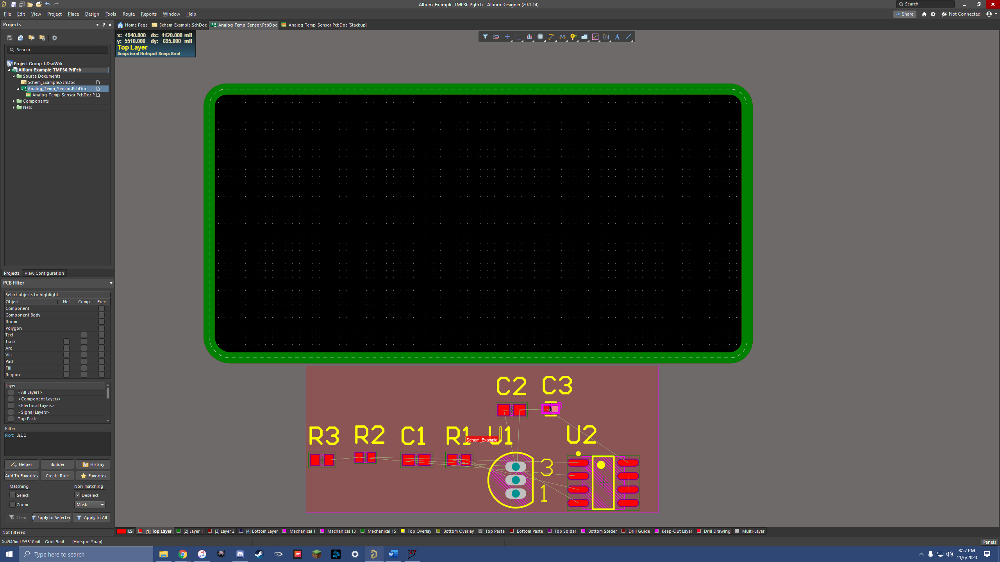 Altium_Example_TMP36.PrjPcb - Altium Designer (20.1.14)
Search
File Edit View Project Place Design Tools Route Reports Window Help
Share
Not Connected
Projects
Home Page
Schem_Example.SchDoc
Analog_Temp_Sensor.PcbDoc
Analog_Temp_Sensor.PcbDoc [Stackup]
x: 4940.000 dx: 1120.000 mil
y: 5510.000 dy: 695.000 mil
Top Layer
Snap: 5mil Hotspot Snap: 8mil
Search
Project Group 1.DsnWrk
Altium_Example_TMP36.PrjPcb
Source Documents
Schem_Example.SchDoc
Analog_Temp_Sensor.PcbDoc
Analog_Temp_Sensor.PcbDoc [
Components
Nets
Projects View Configuration
PCB Filter
Select objects to highlight
Object Net Comp Free
Component
Component Body
Room
Polygon
Text
Track
Arc
Via
Pad
Fill
Region
Layer
<All Layers>
<Component Layers>
<Electrical Layers>
<Signal Layers>
Top Paste
Filter
Not All
Helper Builder History
Add To Favorites Create Rule Favorites
Matching Non-matching
Select Deselect
Zoom Mask
Clear Apply to Selected Apply to All
Not filtered
C2 C3
R3 R2 C1 R1 U1 U2
Schem_Example
3
1
LS [1] Top Layer [2] Layer 1 [3] Layer 2 [4] Bottom Layer Mechanical 1 Mechanical 13 Mechanical 15 Top Overlay Bottom Overlay Top Paste Bottom Paste Top Solder Bottom Solder Drill Guide Keep-Out Layer Drill Drawing Multi-Layer
X:4940mil Y:5510mil Grid: 5mil (Hotspot Snap)
Panels
Type here to search
8:57 PM
11/6/2020